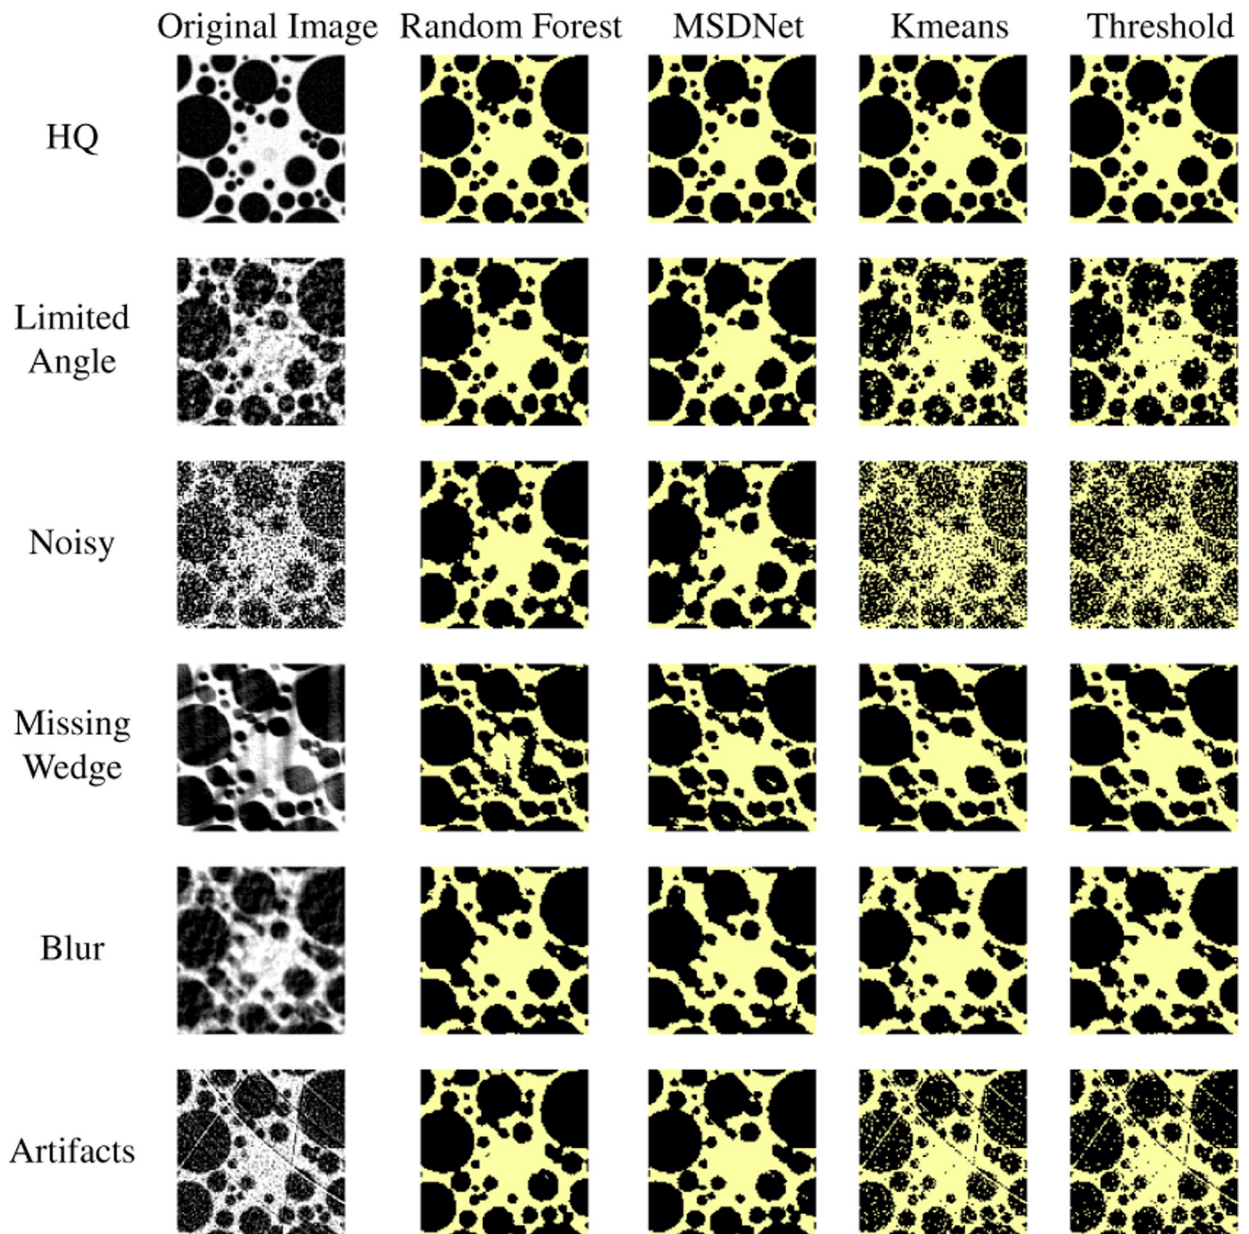 Original Image Random Forest MSDNet Kmeans Threshold
HQ
Limited
Angle
Noisy
Missing
Wedge
Blur
Artifacts